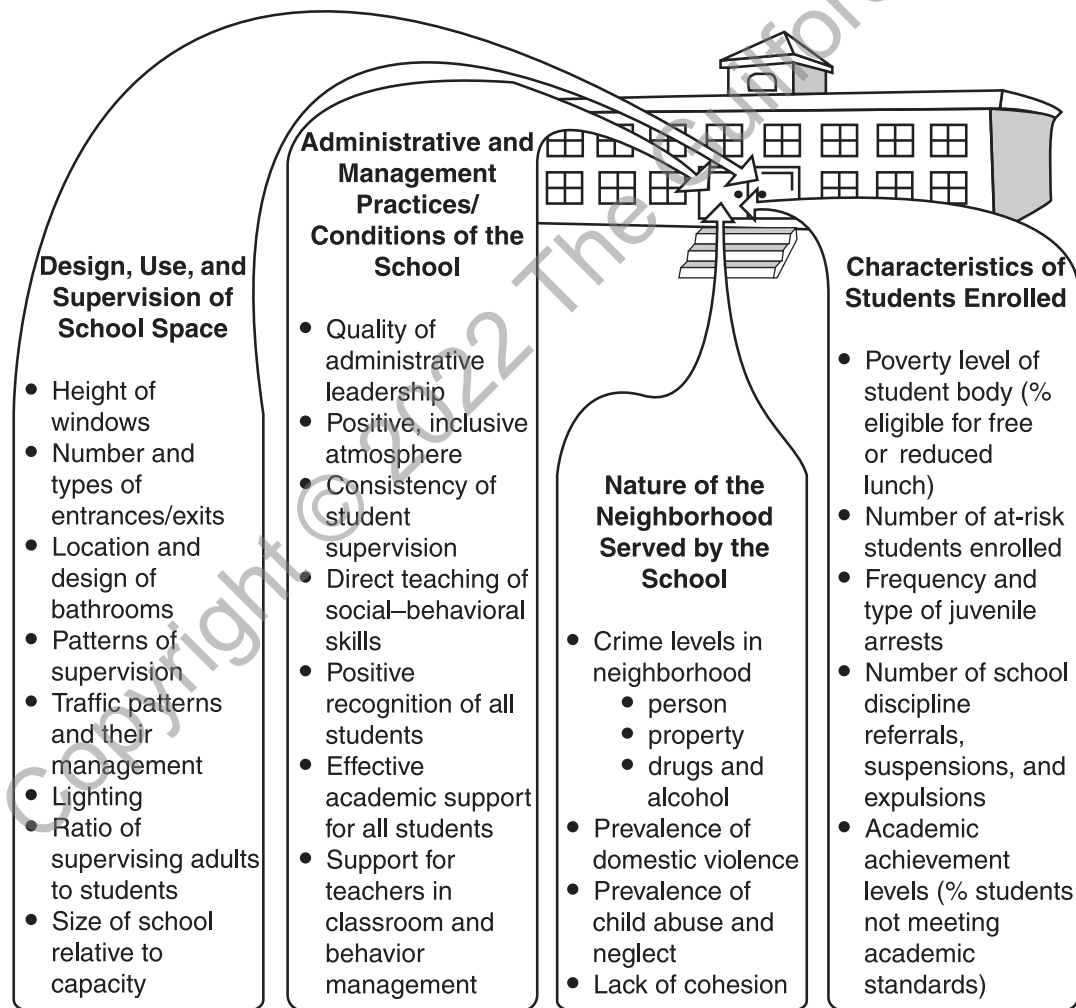 Design, Use, and
Supervision of
School Space
• Height of
windows
• Number and
types of
entrances/exits
• Location and
design of
bathrooms
• Patterns of
supervision
• Traffic patterns
and their
management
• Lighting
• Ratio of
supervising adults
to students
• Size of school
relative to
capacity
Administrative and
Management
Practices/
Conditions of the
School
• Quality of
administrative
leadership
• Positive, inclusive
atmosphere
• Consistency of
student
supervision
• Direct teaching of
social–behavioral
skills
• Positive
recognition of all
students
• Effective
academic support
for all students
• Support for
teachers in
classroom and
behavior
management
Nature of the
Neighborhood
Served by the
School
• Crime levels in
neighborhood
• person
• property
• drugs and
alcohol
• Prevalence of
domestic violence
• Prevalence of
child abuse and
neglect
• Lack of cohesion
Characteristics of
Students Enrolled
• Poverty level of
student body (%
eligible for free
or reduced
lunch)
• Number of at-risk
students enrolled
• Frequency and
type of juvenile
arrests
• Number of school
discipline
referrals,
suspensions, and
expulsions
• Academic
achievement
levels (% students
not meeting
academic
standards)
Copyright © 2022 The